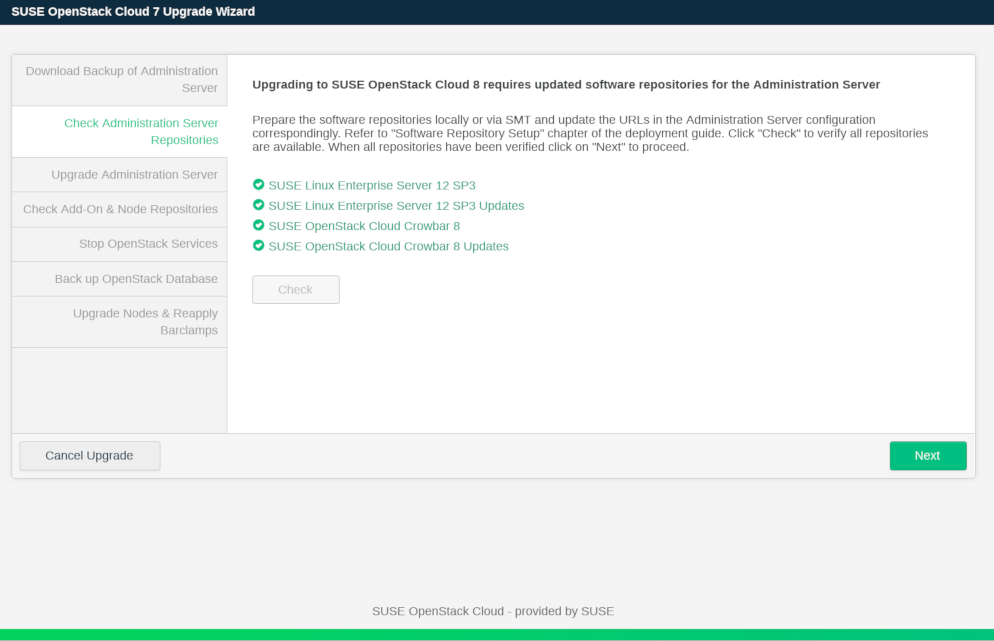 SUSE OpenStack Cloud 7 Upgrade Wizard
Download Backup of Administration
Server
Check Administration Server
Repositories
Upgrade Administration Server
Check Add-On & Node Repositories
Stop OpenStack Services
Back up OpenStack Database
Upgrade Nodes & Reapply
Barclamps
Upgrading to SUSE OpenStack Cloud 8 requires updated software repositories for the Administration Server
Prepare the software repositories locally or via SMT and update the URLs in the Administration Server configuration
correspondingly. Refer to "Software Repository Setup" chapter of the deployment guide. Click "Check" to verify all repositories
are available. When all repositories have been verified click on "Next" to proceed.
SUSE Linux Enterprise Server 12 SP3
SUSE Linux Enterprise Server 12 SP3 Updates
SUSE OpenStack Cloud Crowbar 8
SUSE OpenStack Cloud Crowbar 8 Updates
Check
Cancel Upgrade
Next
SUSE OpenStack Cloud - provided by SUSE